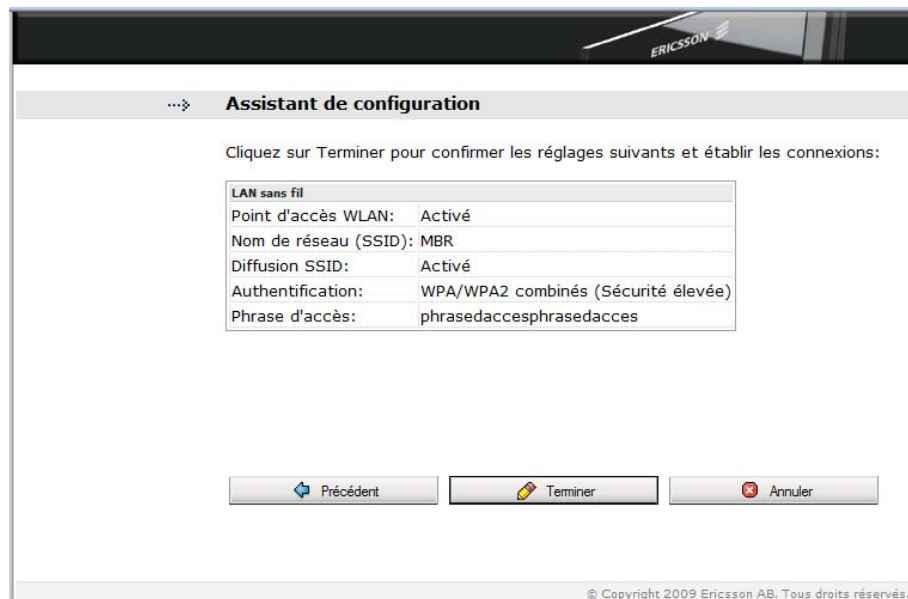 ERICSSON
Assistant de configuration
Cliquez sur Terminer pour confirmer les réglages suivants et établir les connexions:
LAN sans fil
Point d'accès WLAN: Activé
Nom de réseau (SSID): MBR
Diffusion SSID: Activé
Authentification: WPA/WPA2 combinés (Sécurité élevée)
Phrase d'accès: phrasedaccesphrasedacces
Précédent Terminer Annuler
© Copyright 2009 Ericsson AB. Tous droits réservés.